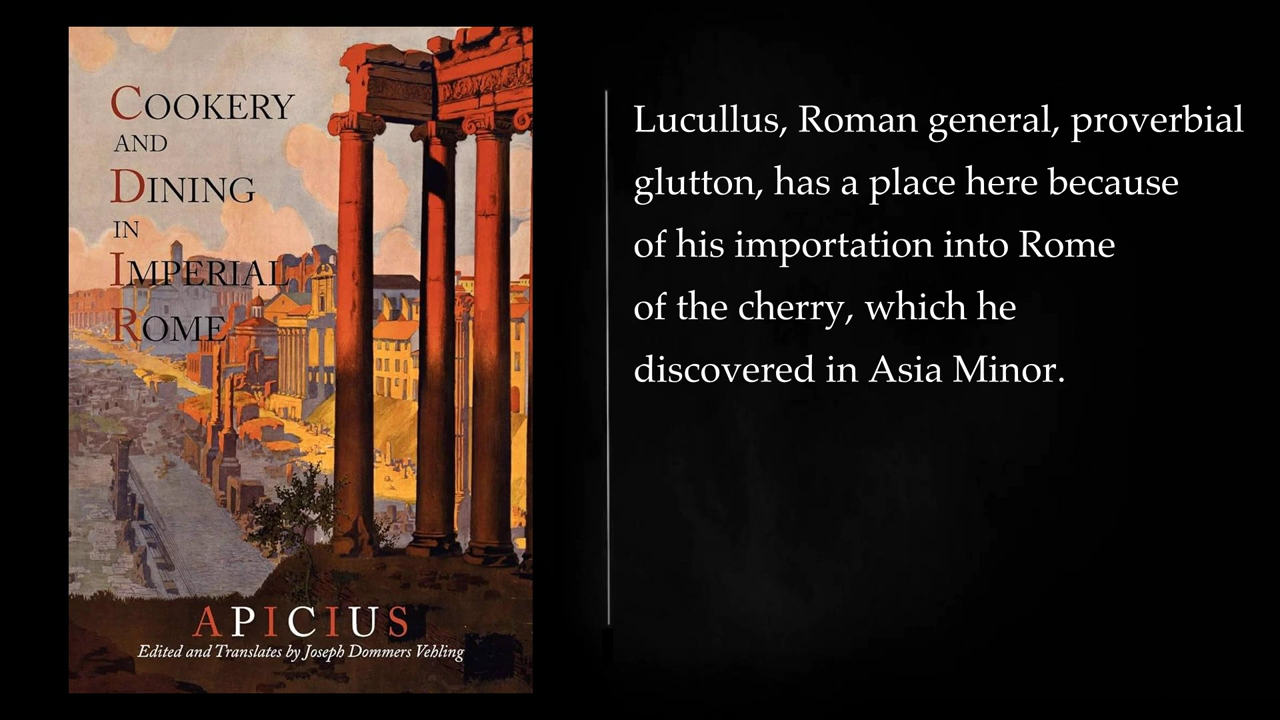 COOKERY
AND
DINING
IN
IMPERIAL
ROME
APICIUS
Edited and Translates by Joseph Dommers Vehling
Lucullus, Roman general, proverbial
glutton, has a place here because
of his importation into Rome
of the cherry, which he
discovered in Asia Minor.